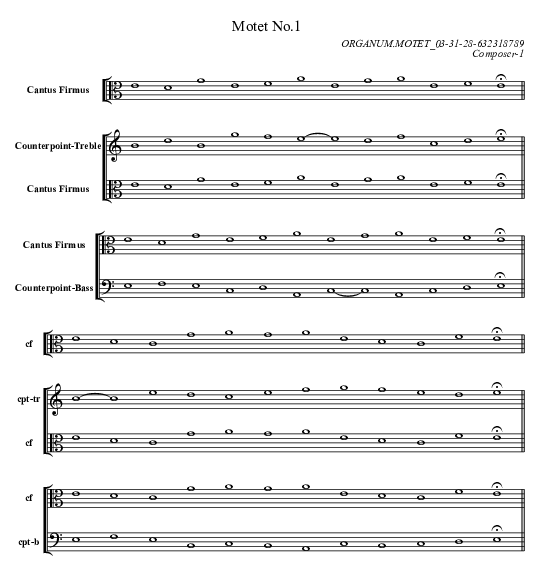 Motet No.1
ORGANUM.MOTET_03-31-28-632318789
Composer-1
Cantus Firmus
Counterpoint-Treble
Cantus Firmus
Cantus Firmus
Counterpoint-Bass
cf
cpt-tr
cf
cf
cpt-b